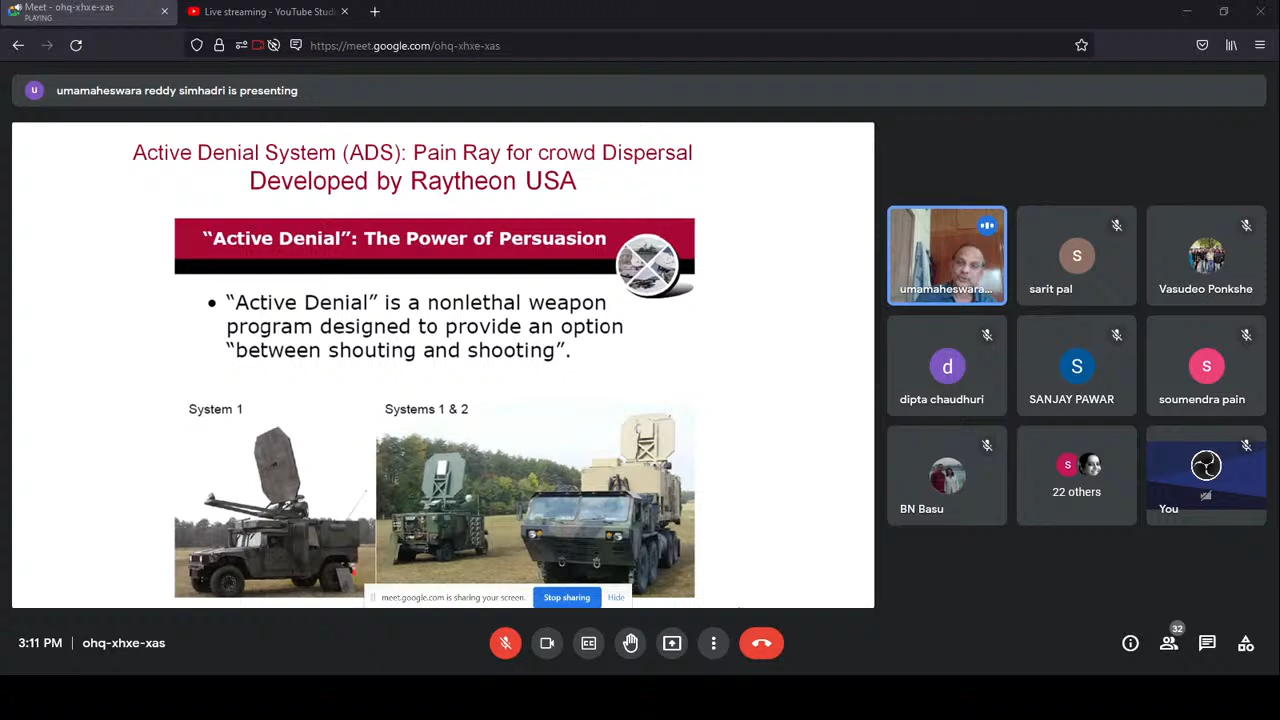 Meet - ohq-xhxe-xas
PLAYING
Live streaming - YouTube Studi
https://meet.google.com/ohq-xhxe-xas
u
umamaheswara reddy simhadri is presenting
Active Denial System (ADS): Pain Ray for crowd Dispersal
Developed by Raytheon USA
“Active Denial”: The Power of Persuasion
• “Active Denial” is a nonlethal weapon
program designed to provide an option
“between shouting and shooting”.
System 1
Systems 1 & 2
meet.google.com is sharing your screen.
Stop sharing
Hide
umamaheswara...
s
sarit pal
Vasudeo Ponkshe
d
dipta chaudhuri
S
SANJAY PAWAR
s
soumendra pain
BN Basu
s
22 others
You
3:11 PM | ohq-xhxe-xas
CC
32